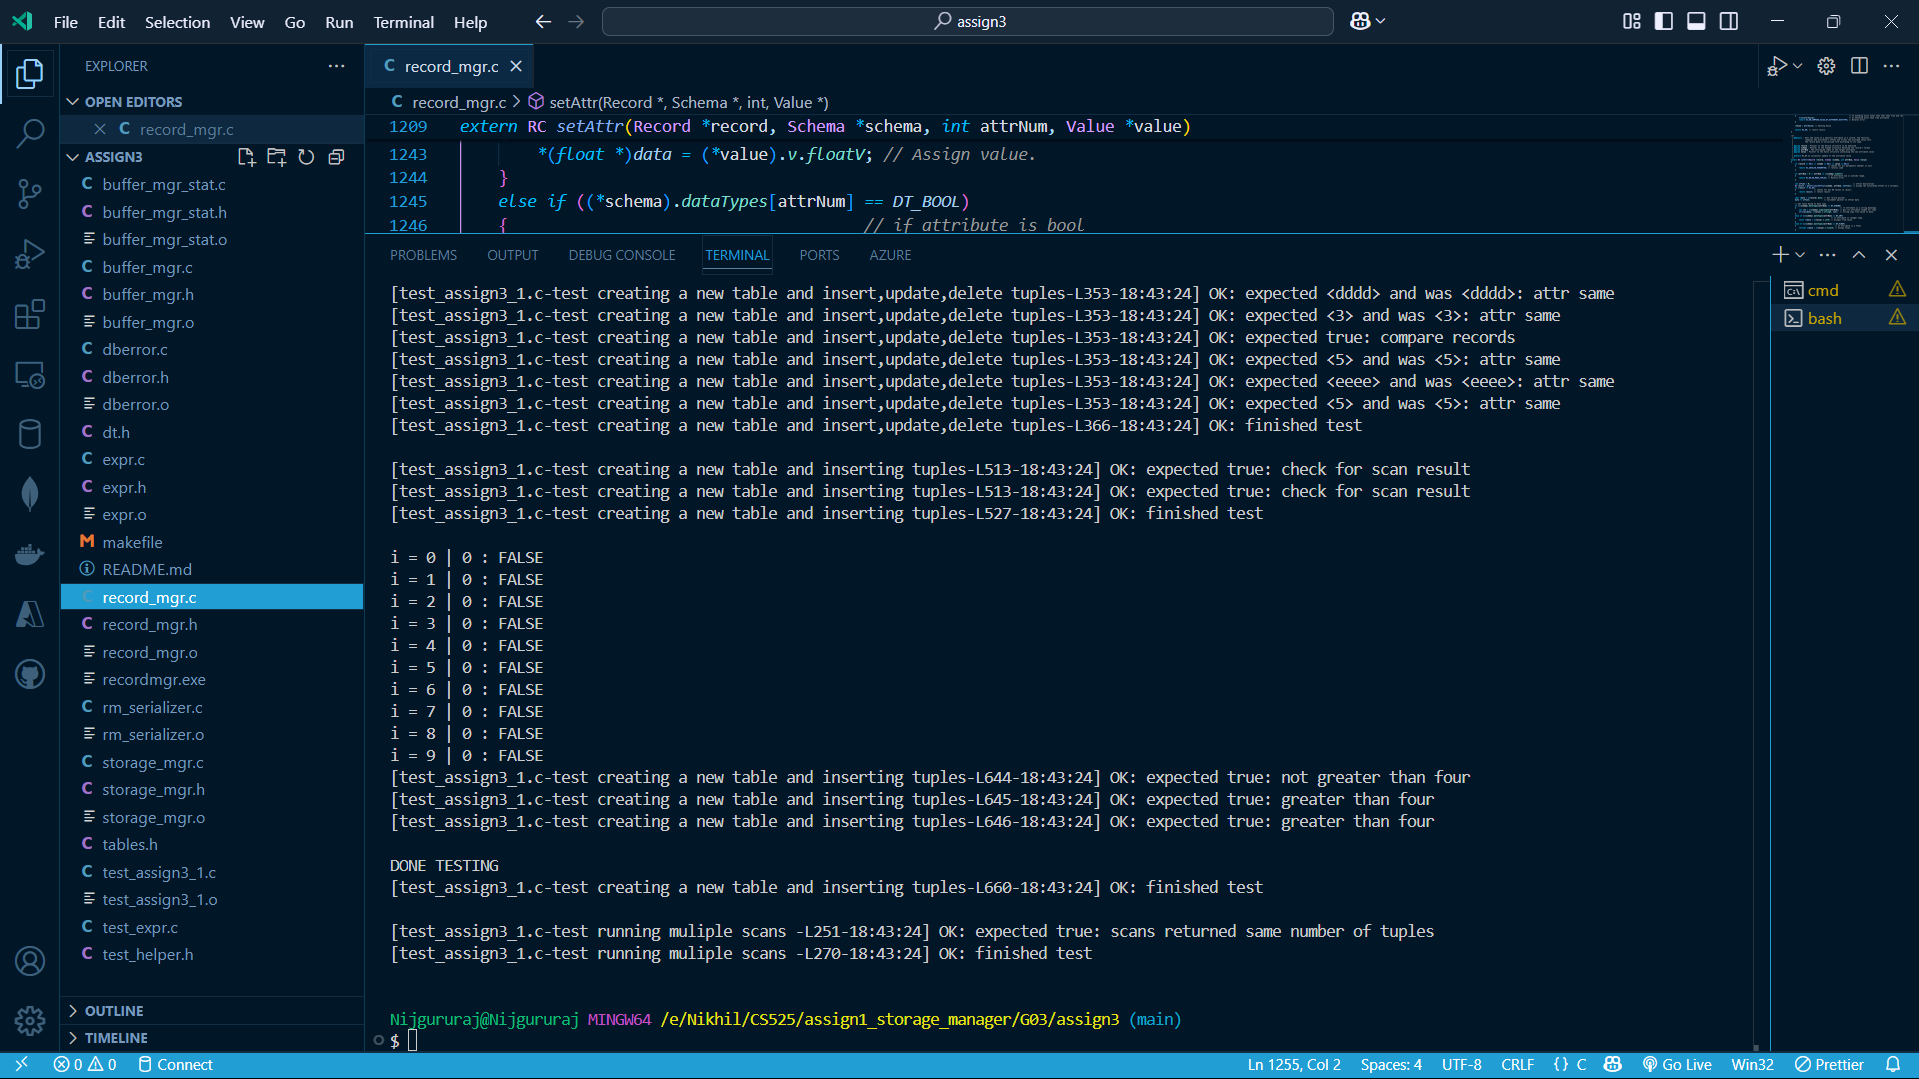 File Edit Selection View Go Run Terminal Help
assign3
EXPLORER
OPEN EDITORS
C record_mgr.c
ASSIGN3
C buffer_mgr_stat.c
C buffer_mgr_stat.h
buffer_mgr_stat.o
C buffer_mgr.c
C buffer_mgr.h
buffer_mgr.o
C dberror.c
C dberror.h
dberror.o
C dt.h
C expr.c
C expr.h
expr.o
M makefile
README.md
C record_mgr.c
C record_mgr.h
record_mgr.o
recordmgr.exe
C rm_serializer.c
rm_serializer.o
C storage_mgr.c
C storage_mgr.h
storage_mgr.o
C tables.h
C test_assign3_1.c
test_assign3_1.o
C test_expr.c
C test_helper.h
OUTLINE
TIMELINE
C record_mgr.c
C record_mgr.c > setAttr(Record *, Schema *, int, Value *)
1209 extern RC setAttr(Record *record, Schema *schema, int attrNum, Value *value)
1243 *(float *)data = (*value).v.floatV; // Assign value.
1244 }
1245 else if ((*schema).dataTypes[attrNum] == DT_BOOL)
1246 { // if attribute is bool
PROBLEMS OUTPUT DEBUG CONSOLE TERMINAL PORTS AZURE
[test_assign3_1.c-test creating a new table and insert,update,delete tuples-L353-18:43:24] OK: expected <dddd> and was <dddd>: attr same
[test_assign3_1.c-test creating a new table and insert,update,delete tuples-L353-18:43:24] OK: expected <3> and was <3>: attr same
[test_assign3_1.c-test creating a new table and insert,update,delete tuples-L353-18:43:24] OK: expected true: compare records
[test_assign3_1.c-test creating a new table and insert,update,delete tuples-L353-18:43:24] OK: expected <5> and was <5>: attr same
[test_assign3_1.c-test creating a new table and insert,update,delete tuples-L353-18:43:24] OK: expected <eeee> and was <eeee>: attr same
[test_assign3_1.c-test creating a new table and insert,update,delete tuples-L353-18:43:24] OK: expected <5> and was <5>: attr same
[test_assign3_1.c-test creating a new table and insert,update,delete tuples-L366-18:43:24] OK: finished test
[test_assign3_1.c-test creating a new table and inserting tuples-L513-18:43:24] OK: expected true: check for scan result
[test_assign3_1.c-test creating a new table and inserting tuples-L513-18:43:24] OK: expected true: check for scan result
[test_assign3_1.c-test creating a new table and inserting tuples-L527-18:43:24] OK: finished test
i = 0 | 0 : FALSE
i = 1 | 0 : FALSE
i = 2 | 0 : FALSE
i = 3 | 0 : FALSE
i = 4 | 0 : FALSE
i = 5 | 0 : FALSE
i = 6 | 0 : FALSE
i = 7 | 0 : FALSE
i = 8 | 0 : FALSE
i = 9 | 0 : FALSE
[test_assign3_1.c-test creating a new table and inserting tuples-L644-18:43:24] OK: expected true: not greater than four
[test_assign3_1.c-test creating a new table and inserting tuples-L645-18:43:24] OK: expected true: greater than four
[test_assign3_1.c-test creating a new table and inserting tuples-L646-18:43:24] OK: expected true: greater than four
DONE TESTING
[test_assign3_1.c-test creating a new table and inserting tuples-L660-18:43:24] OK: finished test
[test_assign3_1.c-test running muliple scans -L251-18:43:24] OK: expected true: scans returned same number of tuples
[test_assign3_1.c-test running muliple scans -L270-18:43:24] OK: finished test
Nijgururaj@Nijgururaj MINGW64 /e/Nikhil/CS525/assign1_storage_manager/G03/assign3 (main)
$
cmd
bash
0 0 Connect
Ln 1255, Col 2 Spaces: 4 UTF-8 CRLF {} C Go Live Win32 Prettier